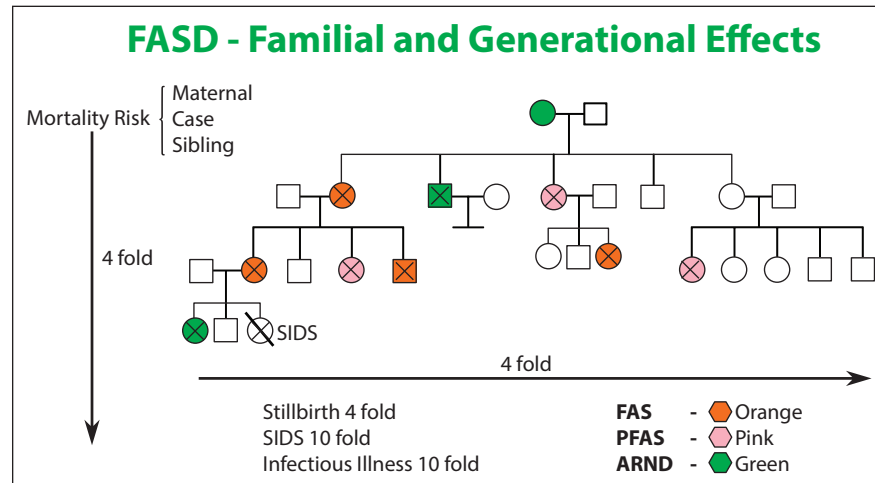 FASD - Familial and Generational Effects
Maternal
Mortality Risk Case
Sibling
4 fold
SIDS
4 fold
Stillbirth 4 fold FAS - Orange
SIDS 10 fold PFAS - Pink
Infectious Illness 10 fold ARND - Green